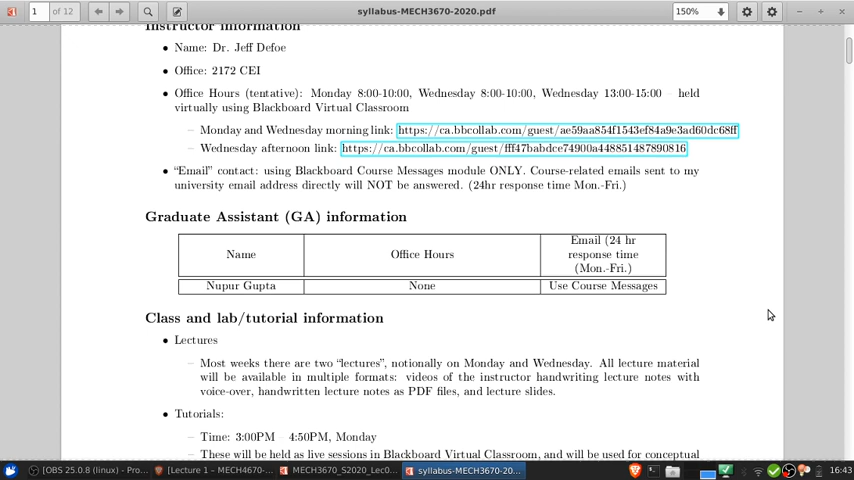 1 of 12
syllabus-MECH3670-2020.pdf
150%
Instructor information
• Name: Dr. Jeff Defoe
• Office: 2172 CEI
• Office Hours (tentative): Monday 8:00-10:00, Wednesday 8:00-10:00, Wednesday 13:00-15:00 – held
virtually using Blackboard Virtual Classroom
– Monday and Wednesday morning link: https://ca.bbcollab.com/guest/ae59aa854f1543ef84a9e3ad60dc68ff
– Wednesday afternoon link: https://ca.bbcollab.com/guest/fff47babdce74900a448851487890816
• “Email” contact: using Blackboard Course Messages module ONLY. Course-related emails sent to my
university email address directly will NOT be answered. (24hr response time Mon.-Fri.)
Graduate Assistant (GA) information
Name Office Hours Email (24 hr
response time
(Mon.-Fri.)
Nupur Gupta None Use Course Messages
Class and lab/tutorial information
• Lectures
– Most weeks there are two “lectures”, notionally on Monday and Wednesday. All lecture material
will be available in multiple formats: videos of the instructor handwriting lecture notes with
voice-over, handwritten lecture notes as PDF files, and lecture slides.
• Tutorials:
– Time: 3:00PM – 4:50PM, Monday
– These will be held as live sessions in Blackboard Virtual Classroom, and will be used for conceptual
[OBS 25.0.8 (linux) - Pro... [Lecture 1 – MECH4670-... MECH3670_S2020_Lec0... syllabus-MECH3670-20... 16:43